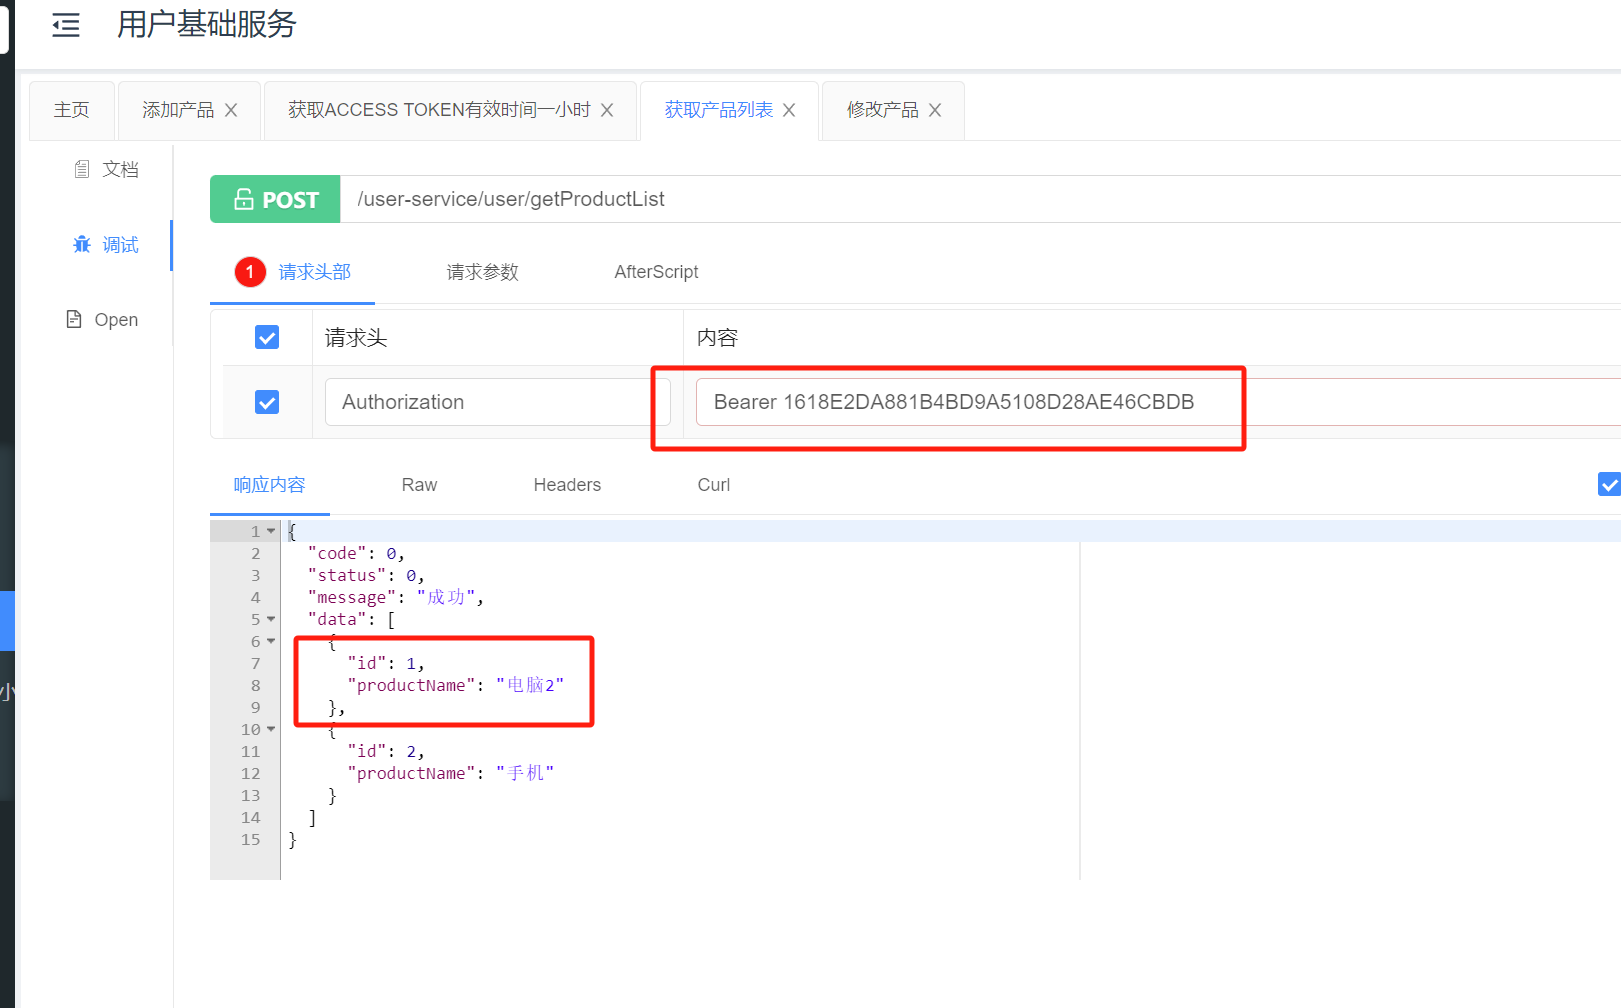 用户基础服务
主页 添加产品 获取ACCESS TOKEN有效时间一小时 获取产品列表 修改产品
文档
调试
Open
POST /user-service/user/getProductList
1 请求头部 请求参数 AfterScript
请求头 内容
Authorization Bearer 1618E2DA881B4BD9A5108D28AE46CBDB
响应内容 Raw Headers Curl
1 {
2 "code": 0,
3 "status": 0,
4 "message": "成功",
5 "data": [
6 {
7 "id": 1,
8 "productName": "电脑2"
9 },
10 {
11 "id": 2,
12 "productName": "手机"
13 }
14 ]
15 }
小